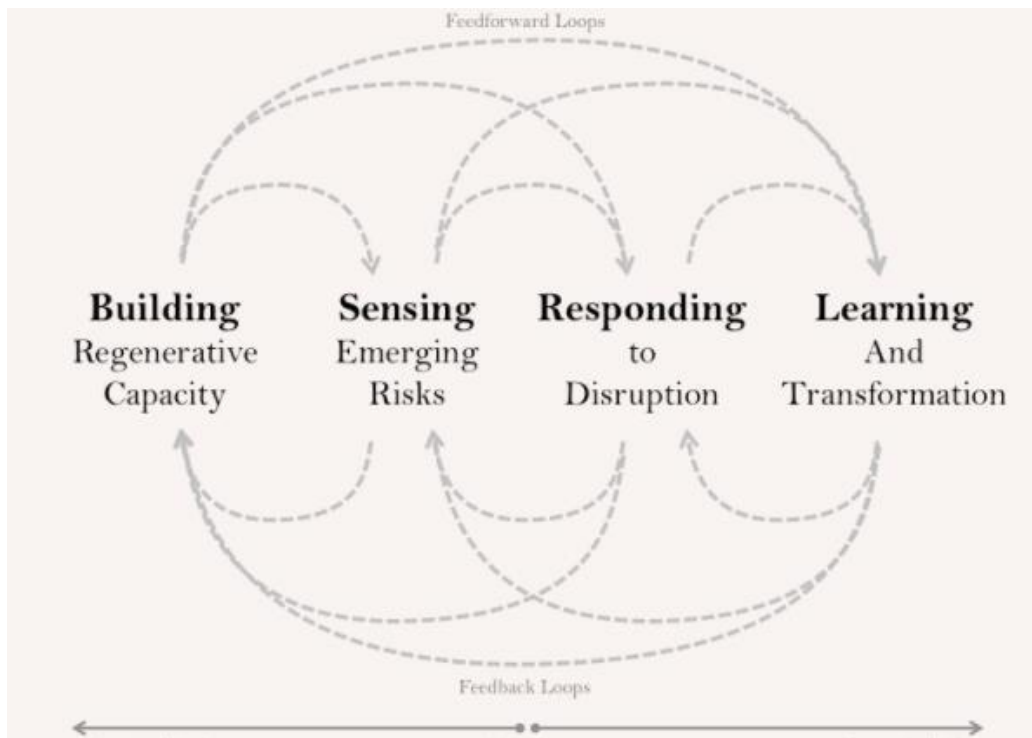 Feedforward Loops
Building
Regenerative
Capacity
Sensing
Emerging
Risks
Responding
to
Disruption
Learning
And
Transformation
Feedback Loops